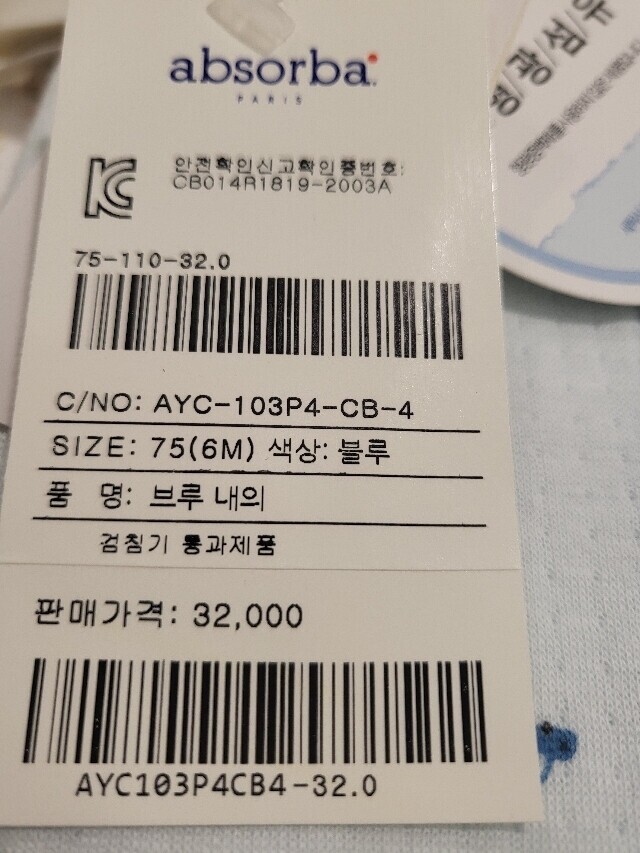 absorba
PARIS
안전확인신고확인증번호:
CB014R1819-2003A
75-110-32.0
C/NO: AYC-103P4-CB-4
SIZE: 75(6M) 색상: 블루
품 명: 브루 내의
검침기 통과제품
판매가격: 32,000
AYC103P4CB4-32.0